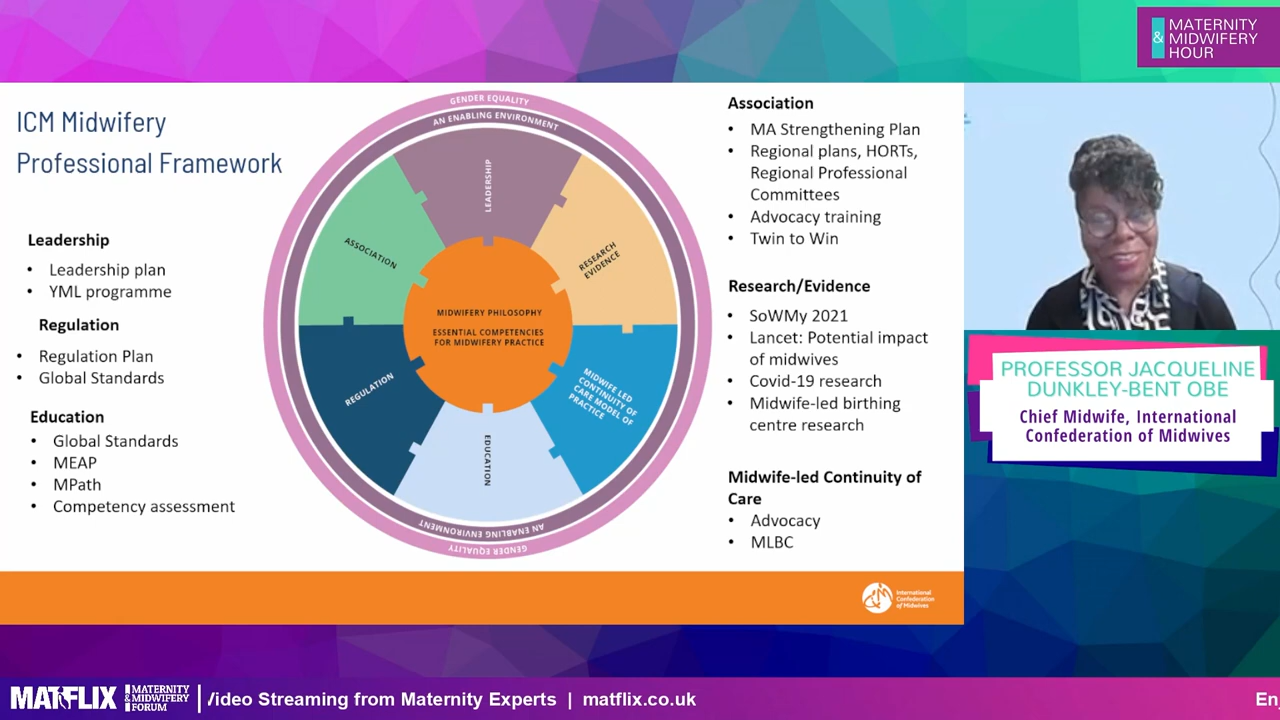 MATERNITY
& MIDWIFERY
HOUR
ICM Midwifery
Professional Framework
Leadership
• Leadership plan
• YML programme
Regulation
• Regulation Plan
• Global Standards
Education
• Global Standards
• MEAP
• MPath
• Competency assessment
GENDER EQUALITY
AN ENABLING ENVIRONMENT
LEADERSHIP
ASSOCIATION
RESEARCH
EVIDENCE
MIDWIFERY PHILOSOPHY
ESSENTIAL COMPETENCIES
FOR MIDWIFERY PRACTICE
REGULATION
MIDWIFE LED
CONTINUITY OF
CARE MODEL OF
PRACTICE
EDUCATION
AN ENABLING ENVIRONMENT
GENDER EQUALITY
Association
• MA Strengthening Plan
• Regional plans, HORTs,
Regional Professional
Committees
• Advocacy training
• Twin to Win
Research/Evidence
• SoWMy 2021
• Lancet: Potential impact
of midwives
• Covid-19 research
• Midwife-led birthing
centre research
Midwife-led Continuity of
Care
• Advocacy
• MLBC
International
Confederation
of Midwives
PROFESSOR JACQUELINE
DUNKLEY-BENT OBE
Chief Midwife, International
Confederation of Midwives
MATFLIX
MATERNITY
& MIDWIFERY
FORUM
Video Streaming from Maternity Experts | matflix.co.uk